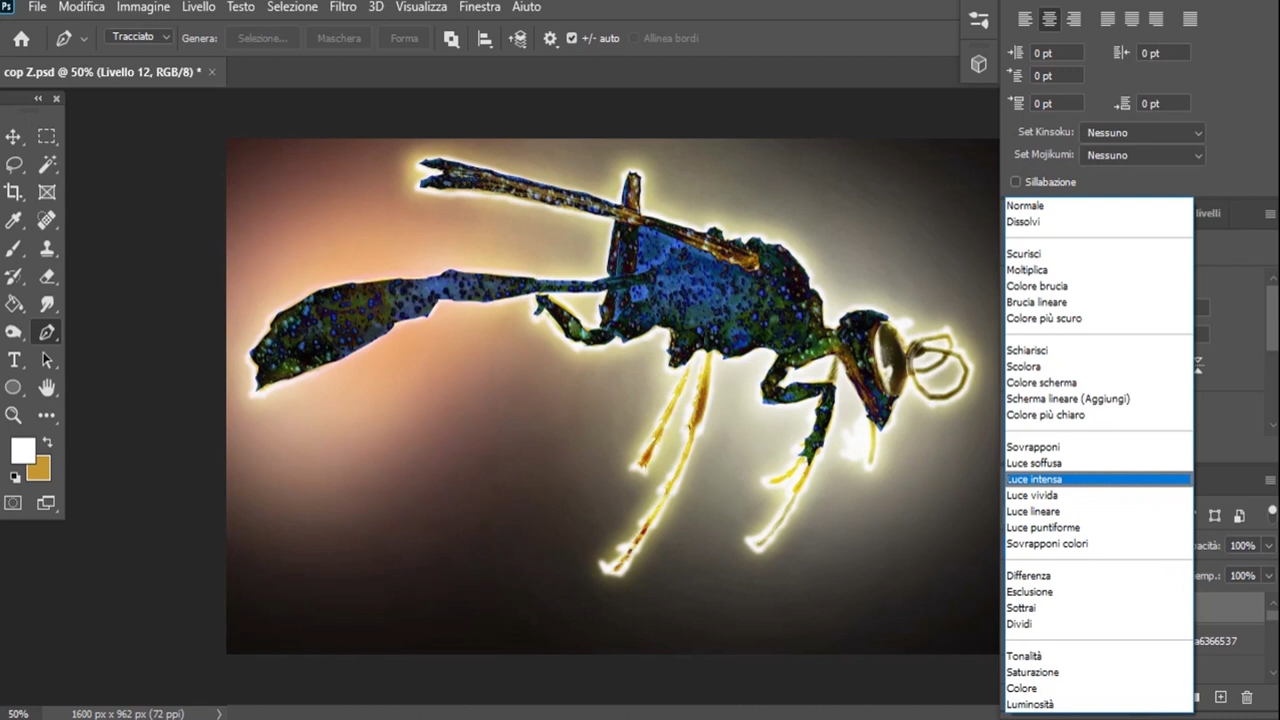 Ps File Modifica Immagine Livello Testo Selezione Filtro 3D Visualizza Finestra Aiuto
Tracciato Genera: Selezione... Maschera Forma +/- auto Allinea bordi
cop Z.psd @ 50% (Livello 12, RGB/8) * ×
0 pt 0 pt
0 pt
0 pt 0 pt
Set Kinsoku: Nessuno
Set Mojikumi: Nessuno
Sillabazione
livelli
Normale
Dissolvi
Scurisci
Moltiplica
Colore brucia
Brucia lineare
Colore più scuro
Schiarisci
Scolora
Colore scherma
Scherma lineare (Aggiungi)
Colore più chiaro
Sovrapponi
Luce soffusa
Luce intensa
Luce vivida
Luce lineare
Luce puntiforme
Sovrapponi colori
Differenza
Esclusione
Sottrai
Dividi
Tonalità
Saturazione
Colore
Luminosità
acità: 100%
emp.: 100%
a6366537
50% 1600 px x 962 px (72 ppi)